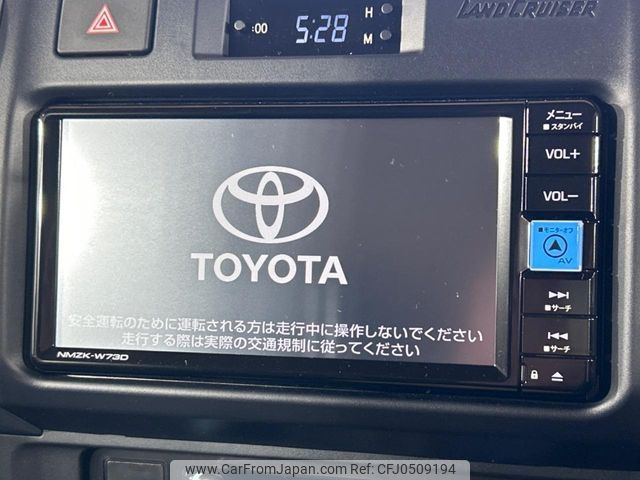 :00
5:28
H
M
LAND CRUISER
メニュー
■ スタンバイ
VOL+
VOL−
■ モニターオフ
AV
■ サーチ
■ サーチ
TOYOTA
安全運転のために運転される方は走行中に操作しないでください
走行する際は実際の交通規制に従ってください
NMZK-W73D
www.CarFromJapan.com (REF:CFJ00509194)